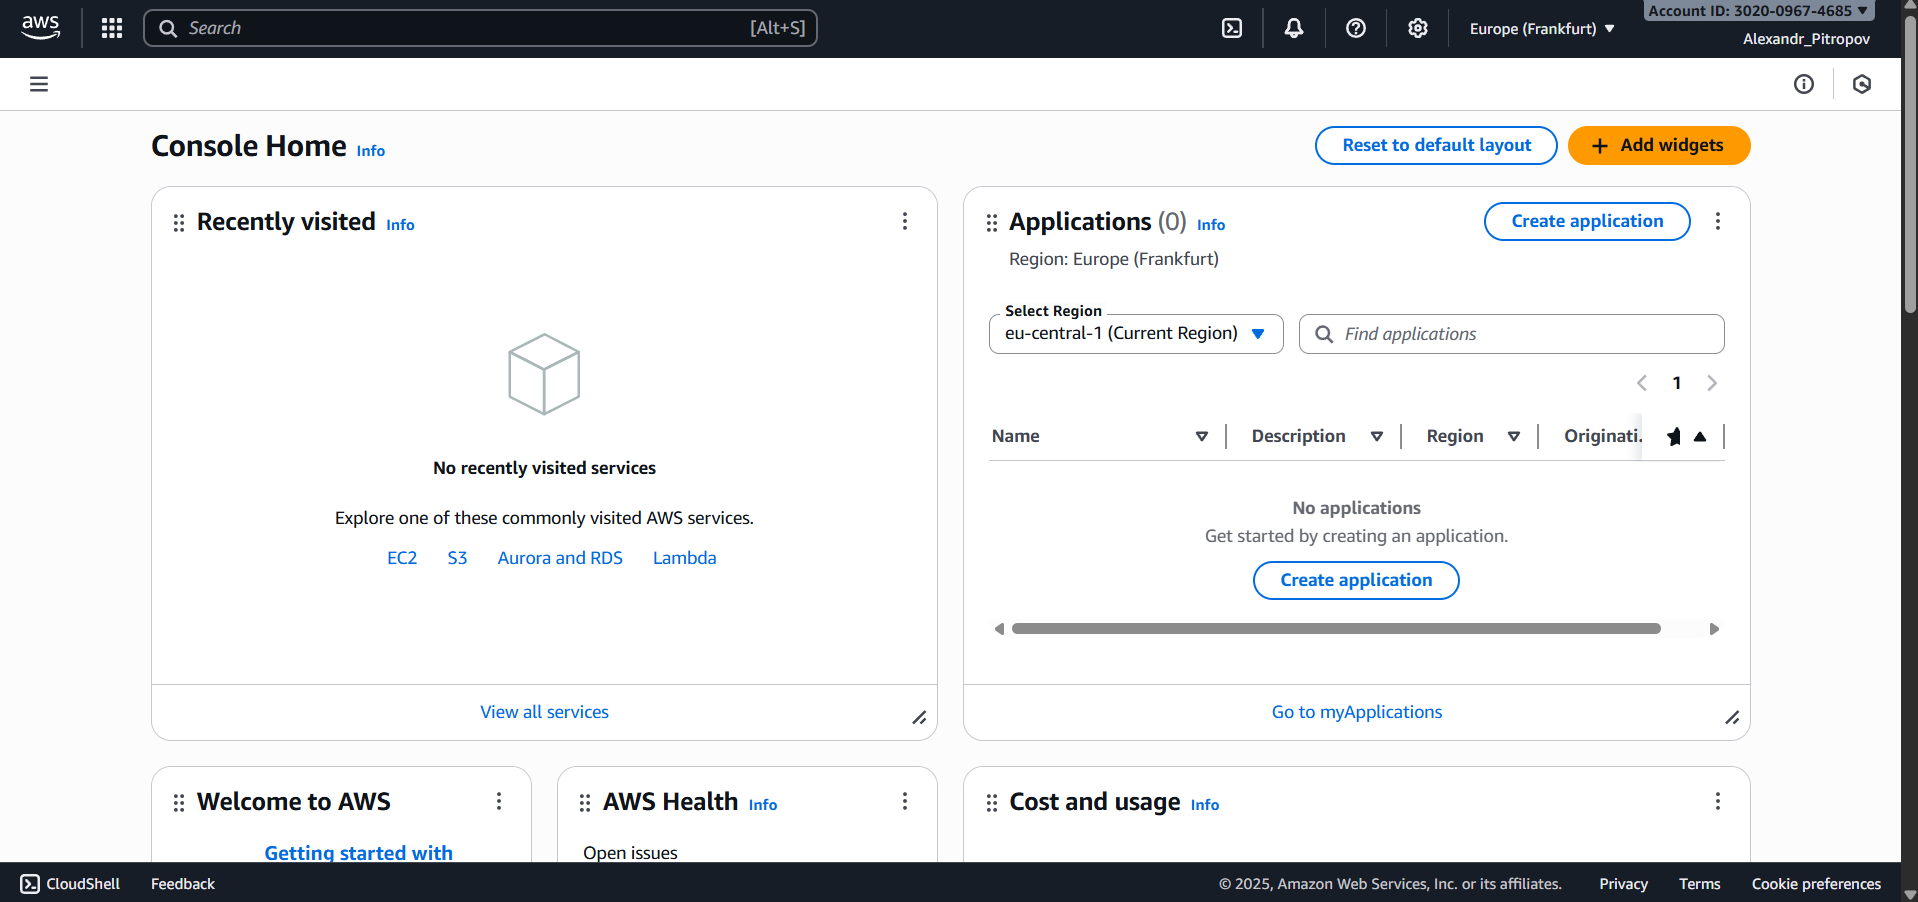 aws
Search [Alt+S]
Europe (Frankfurt)
Account ID: 3020-0967-4685
Alexandr_Pitropov
Console Home Info
Reset to default layout
Add widgets
Recently visited Info
No recently visited services
Explore one of these commonly visited AWS services.
EC2 S3 Aurora and RDS Lambda
View all services
Applications (0) Info
Create application
Region: Europe (Frankfurt)
Select Region
eu-central-1 (Current Region)
Find applications
1
Name Description Region Originati.
No applications
Get started by creating an application.
Create application
Go to myApplications
Welcome to AWS
Getting started with
AWS Health Info
Open issues
Cost and usage Info
CloudShell Feedback © 2025, Amazon Web Services, Inc. or its affiliates. Privacy Terms Cookie preferences